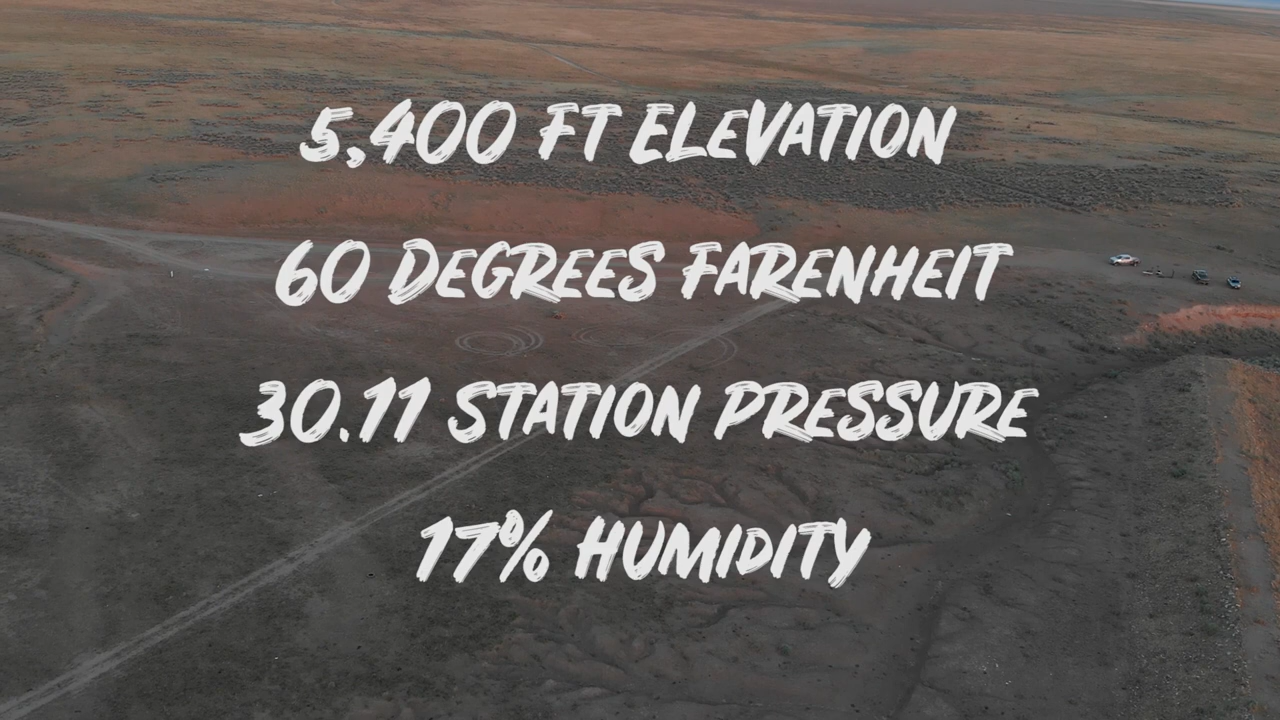 5,400 FT ELEVATION
60 DEGREES FARENHEIT
30.11 STATION PRESSURE
17% HUMIDITY